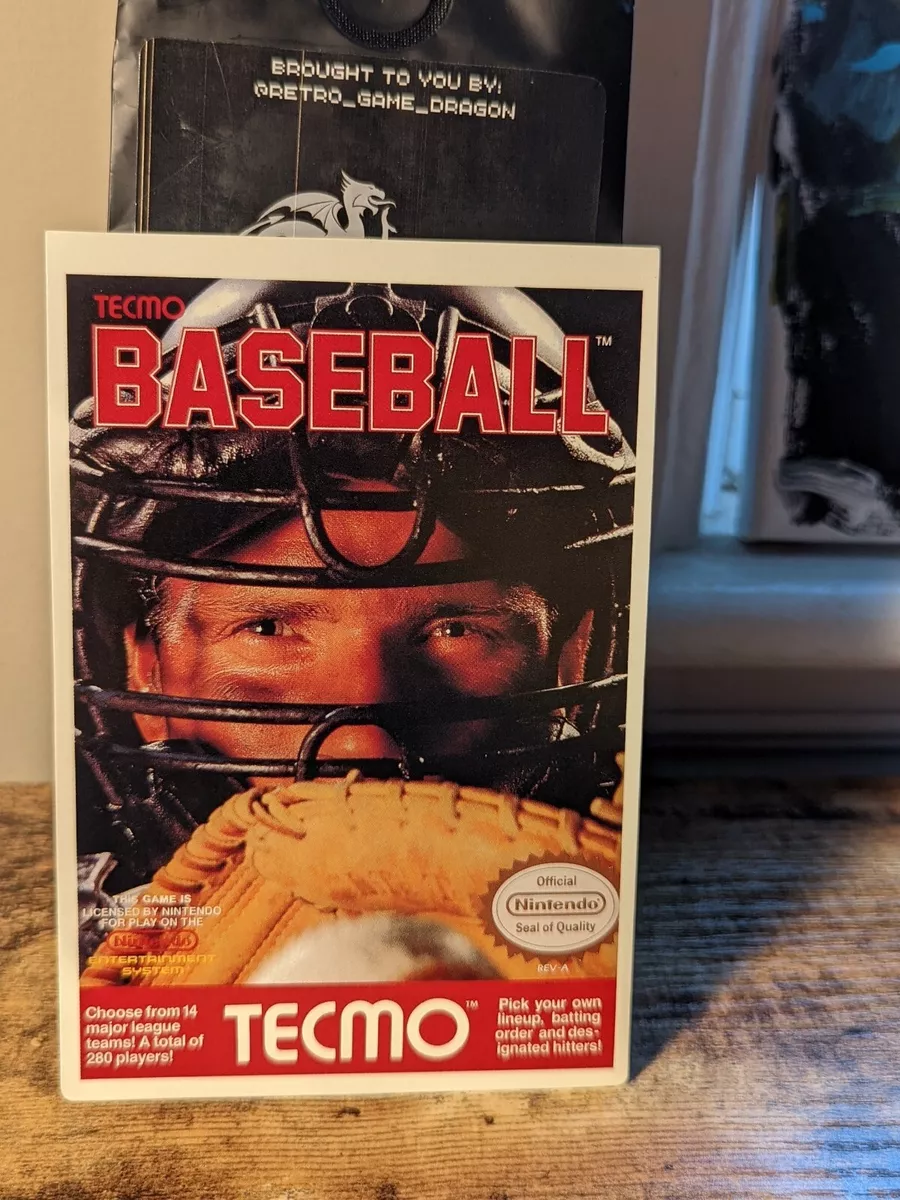 BROUGHT TO YOU BY:
@RETRO_GAME_DRAGON
TECMO
BASEBALL™
THIS GAME IS
LICENSED BY NINTENDO
FOR PLAY ON THE
Nintendo
ENTERTAINMENT
SYSTEM
Official
Nintendo®
Seal of Quality
REV-A
Choose from 14
major league
teams! A total of
280 players!
TECMO™
Pick your own
lineup, batting
order and des-
ignated hitters!